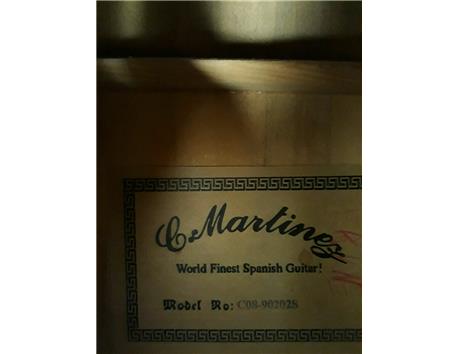 C. Martinez
World Finest Spanish Guitar!
Model No: C08-90202S